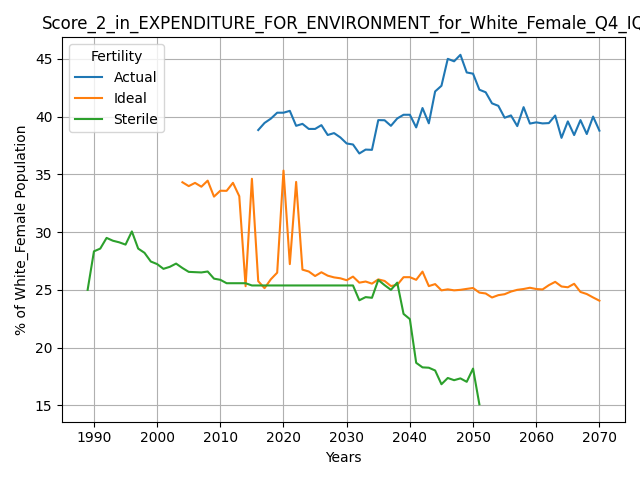 Score_2_in_EXPENDITURE_FOR_ENVIRONMENT_for_White_Female_Q4_IQ
Fertility
Actual
Ideal
Sterile
% of White_Female Population
45
40
35
30
25
20
15
1990
2000
2010
2020
2030
2040
2050
2060
2070
Years